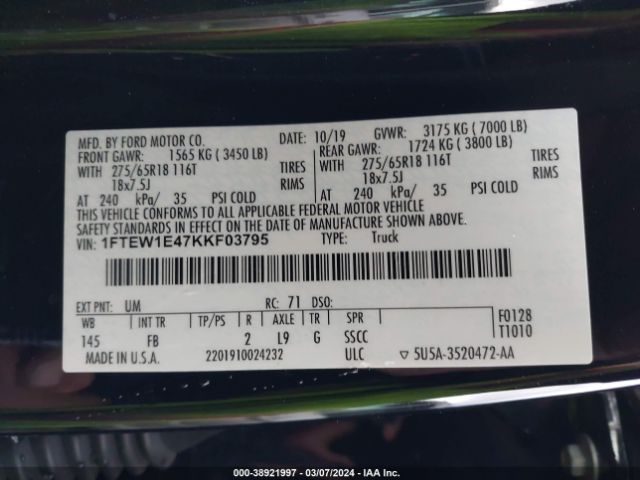 MFD. BY FORD MOTOR CO. DATE: 10/19 GVWR: 3175 KG (7000 LB)
FRONT GAWR: 1565 KG (3450 LB) REAR GAWR: 1724 KG (3800 LB)
WITH 275/65R18 116T TIRES WITH 275/65R18 116T TIRES
18x7.5J RIMS 18x7.5J RIMS
AT 240 kPa/ 35 PSI COLD AT 240 kPa/ 35 PSI COLD
THIS VEHICLE CONFORMS TO ALL APPLICABLE FEDERAL MOTOR VEHICLE
SAFETY STANDARDS IN EFFECT ON THE DATE OF MANUFACTURE SHOWN ABOVE.
VIN: 1FTEW1E47KKF03795 TYPE: Truck
EXT PNT: UM RC: 71 DSO:
WB INT TR TP/PS R AXLE TR SPR F0128
145 FB 2 L9 G SSCC T1010
MADE IN U.S.A. 2201910024232 ULC ▽ 5U5A-3520472-AA
000-38921997 | 03/07/2024 | IAA Inc.